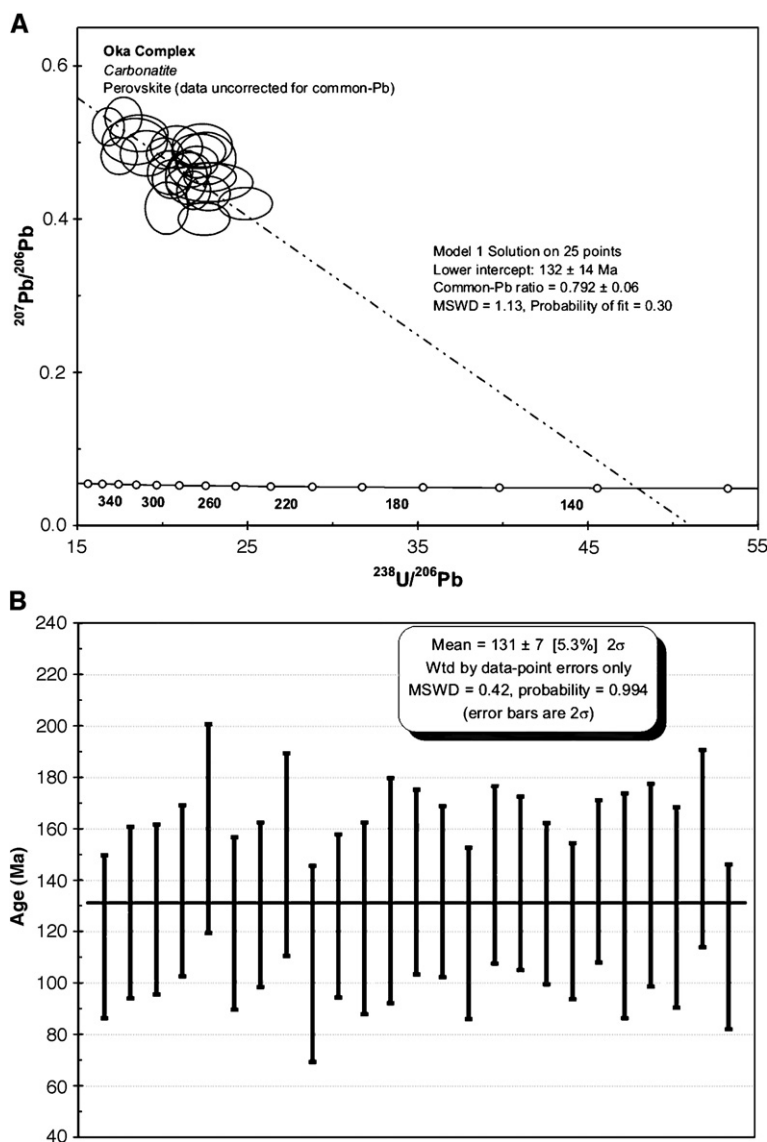 A
Oka Complex
Carbonatite
Perovskite (data uncorrected for common-Pb)
0.6
0.4
0.2
0.0
²⁰⁷Pb/²⁰⁶Pb
Model 1 Solution on 25 points
Lower intercept: 132 ± 14 Ma
Common-Pb ratio = 0.792 ± 0.06
MSWD = 1.13, Probability of fit = 0.30
340 300 260 220 180 140
15 25 35 45 55
²³⁸U/²⁰⁶Pb
B
240
220
200
180
160
140
120
100
80
60
40
Age (Ma)
Mean = 131 ± 7 [5.3%] 2σ
Wtd by data-point errors only
MSWD = 0.42, probability = 0.994
(error bars are 2σ)